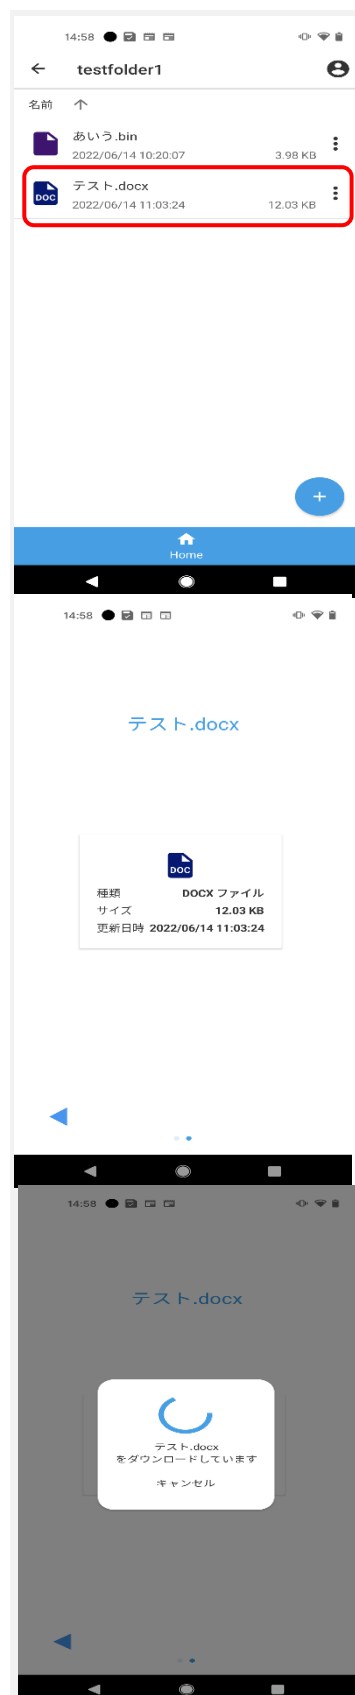 14:58
testfolder1
名前
あいう.bin
2022/06/14 10:20:07 3.98 KB
DOC テスト.docx
2022/06/14 11:03:24 12.03 KB
+
Home
14:58
テスト.docx
DOC
種類 DOCX ファイル
サイズ 12.03 KB
更新日時 2022/06/14 11:03:24
14:58
テスト.docx
テスト.docx
をダウンロードしています
キャンセル